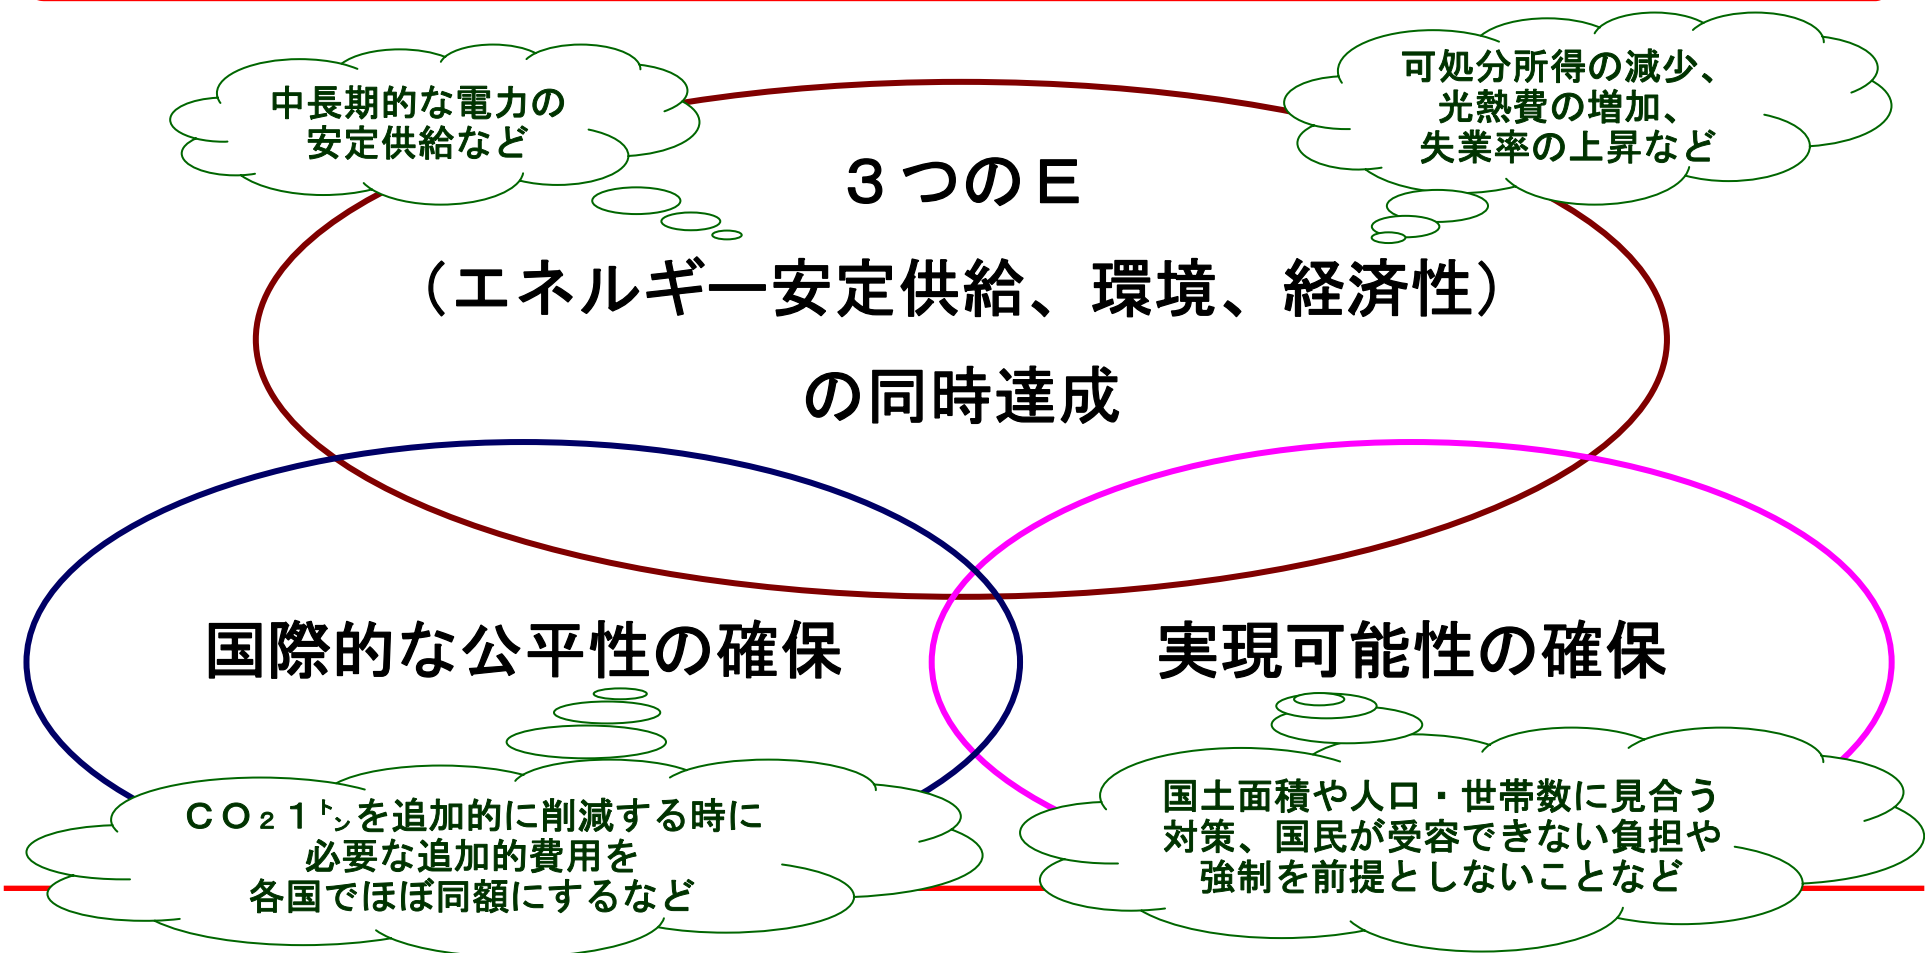 中長期的な電力の
安定供給など
可処分所得の減少、
光熱費の増加、
失業率の上昇など
３つのＥ
（エネルギー安定供給、環境、経済性）
の同時達成
国際的な公平性の確保
実現可能性の確保
ＣＯ２１㌧を追加的に削減する時に
必要な追加的費用を
各国でほぼ同額にするなど
国土面積や人口・世帯数に見合う
対策、国民が受容できない負担や
強制を前提としないことなど